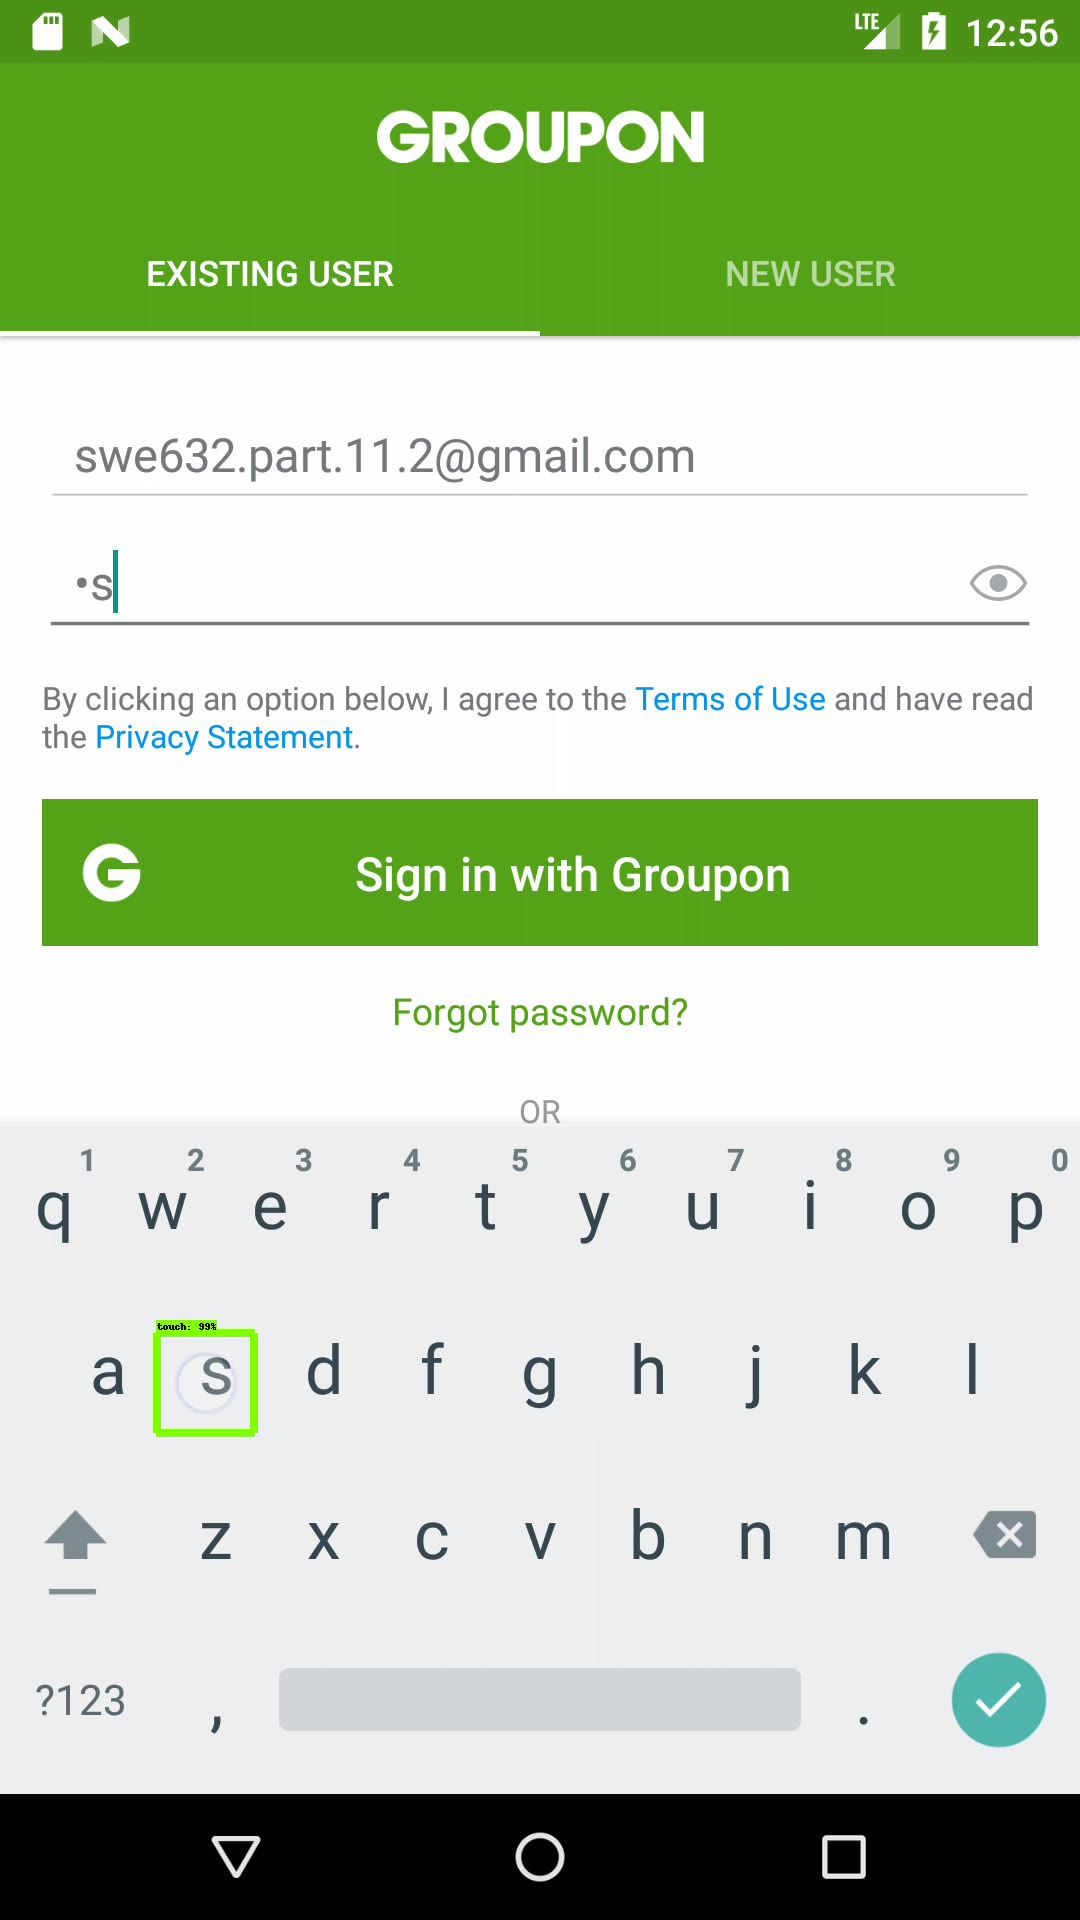 LTE 12:56
GROUPON
EXISTING USER NEW USER
swe632.part.11.2@gmail.com
•s
By clicking an option below, I agree to the Terms of Use and have read
the Privacy Statement.
G Sign in with Groupon
Forgot password?
OR
1 2 3 4 5 6 7 8 9 0
q w e r t y u i o p
touch: 99%
a s d f g h j k l
z x c v b n m
?123 , .